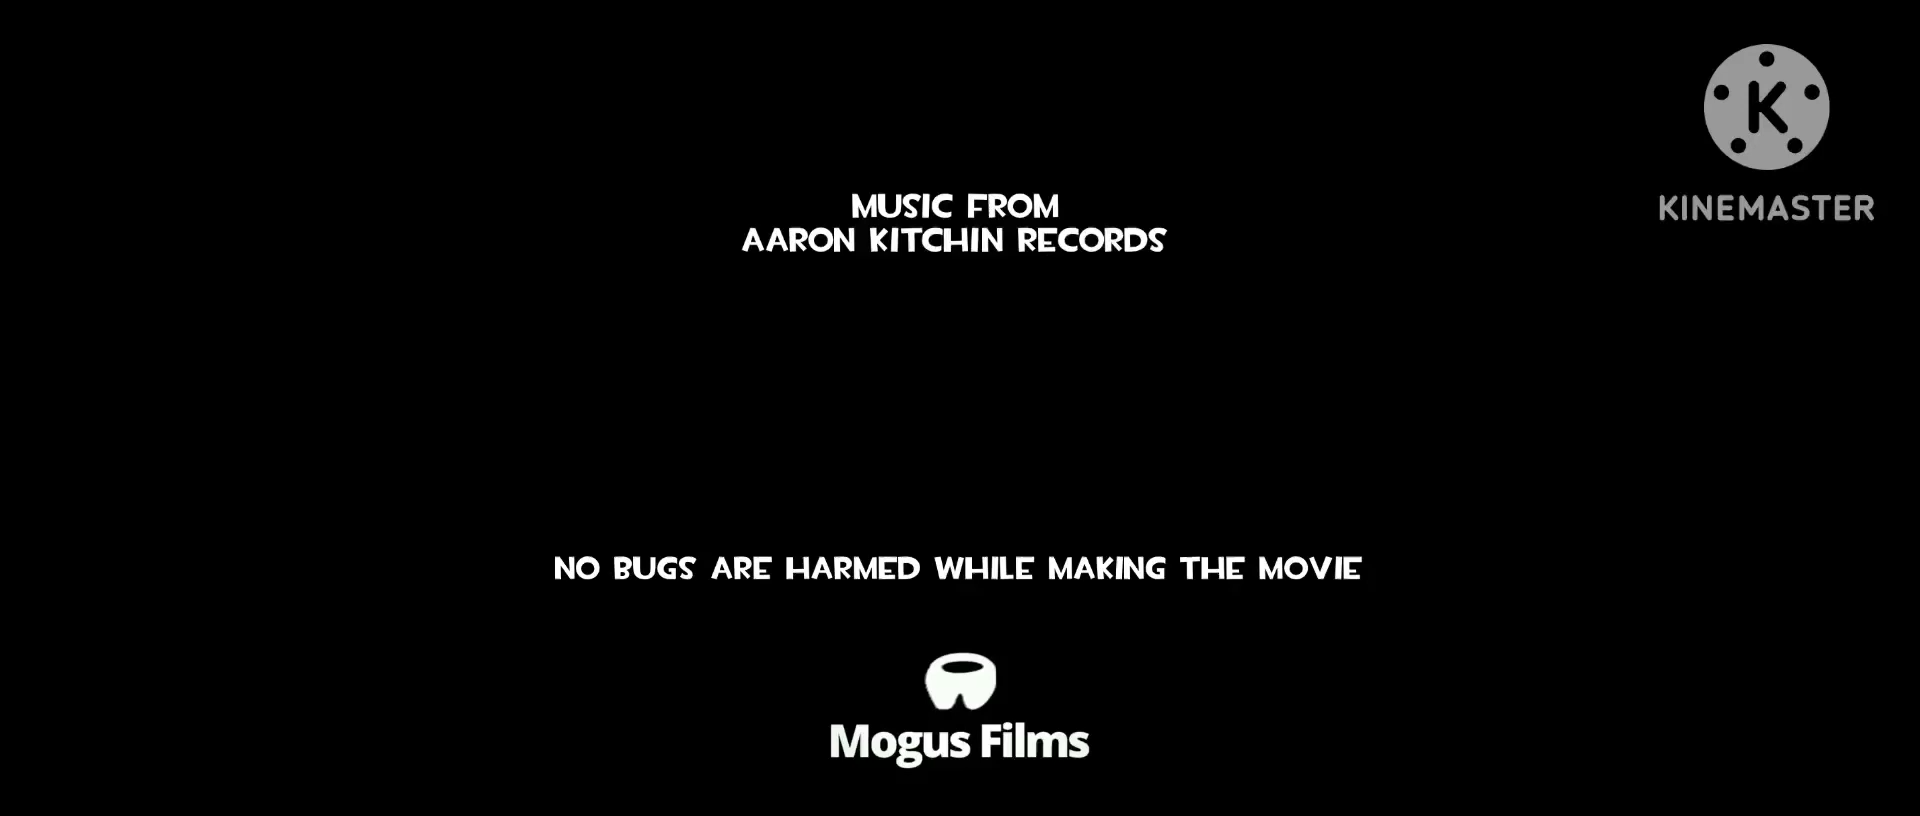 K
KINEMASTER
MUSIC FROM
AARON KITCHIN RECORDS
NO BUGS ARE HARMED WHILE MAKING THE MOVIE
Mogus Films